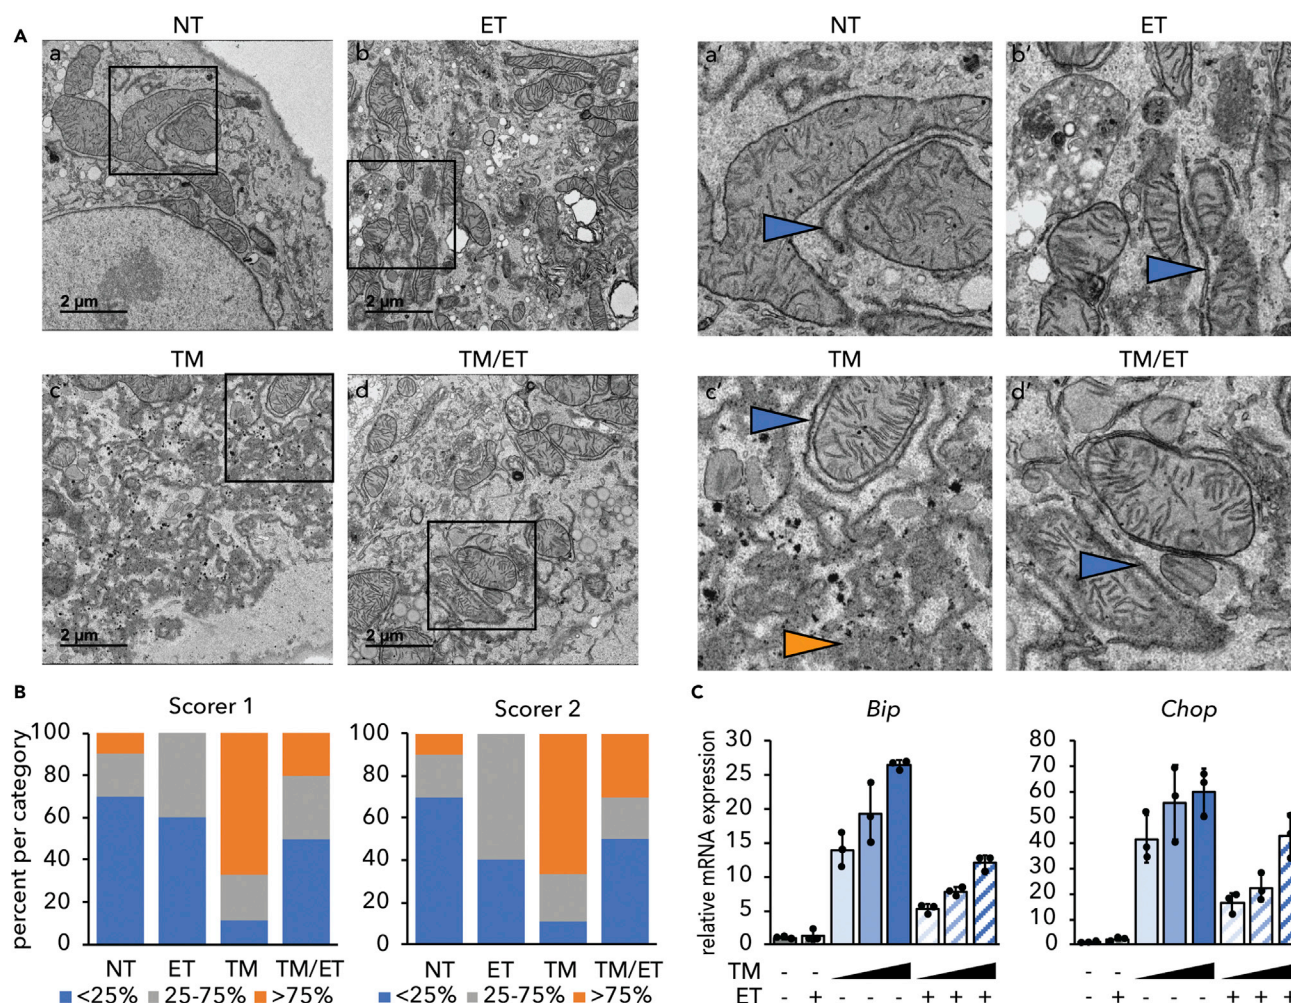 A
NT
ET
NT
ET
a
b
a′
b′
2 µm
2 µm
TM
TM/ET
TM
TM/ET
c
d
c′
d′
2 µm
2 µm
B
Scorer 1
Scorer 2
percent per category
100
80
60
40
20
0
NT
ET
TM
TM/ET
<25%
25-75%
>75%
100
80
60
40
20
0
NT
ET
TM
TM/ET
<25%
25-75%
>75%
C
Bip
Chop
relative mRNA expression
30
25
20
15
10
5
0
80
70
60
50
40
30
20
10
0
TM
- -
- -
ET
- + - - - + + +
- + - - - + + +